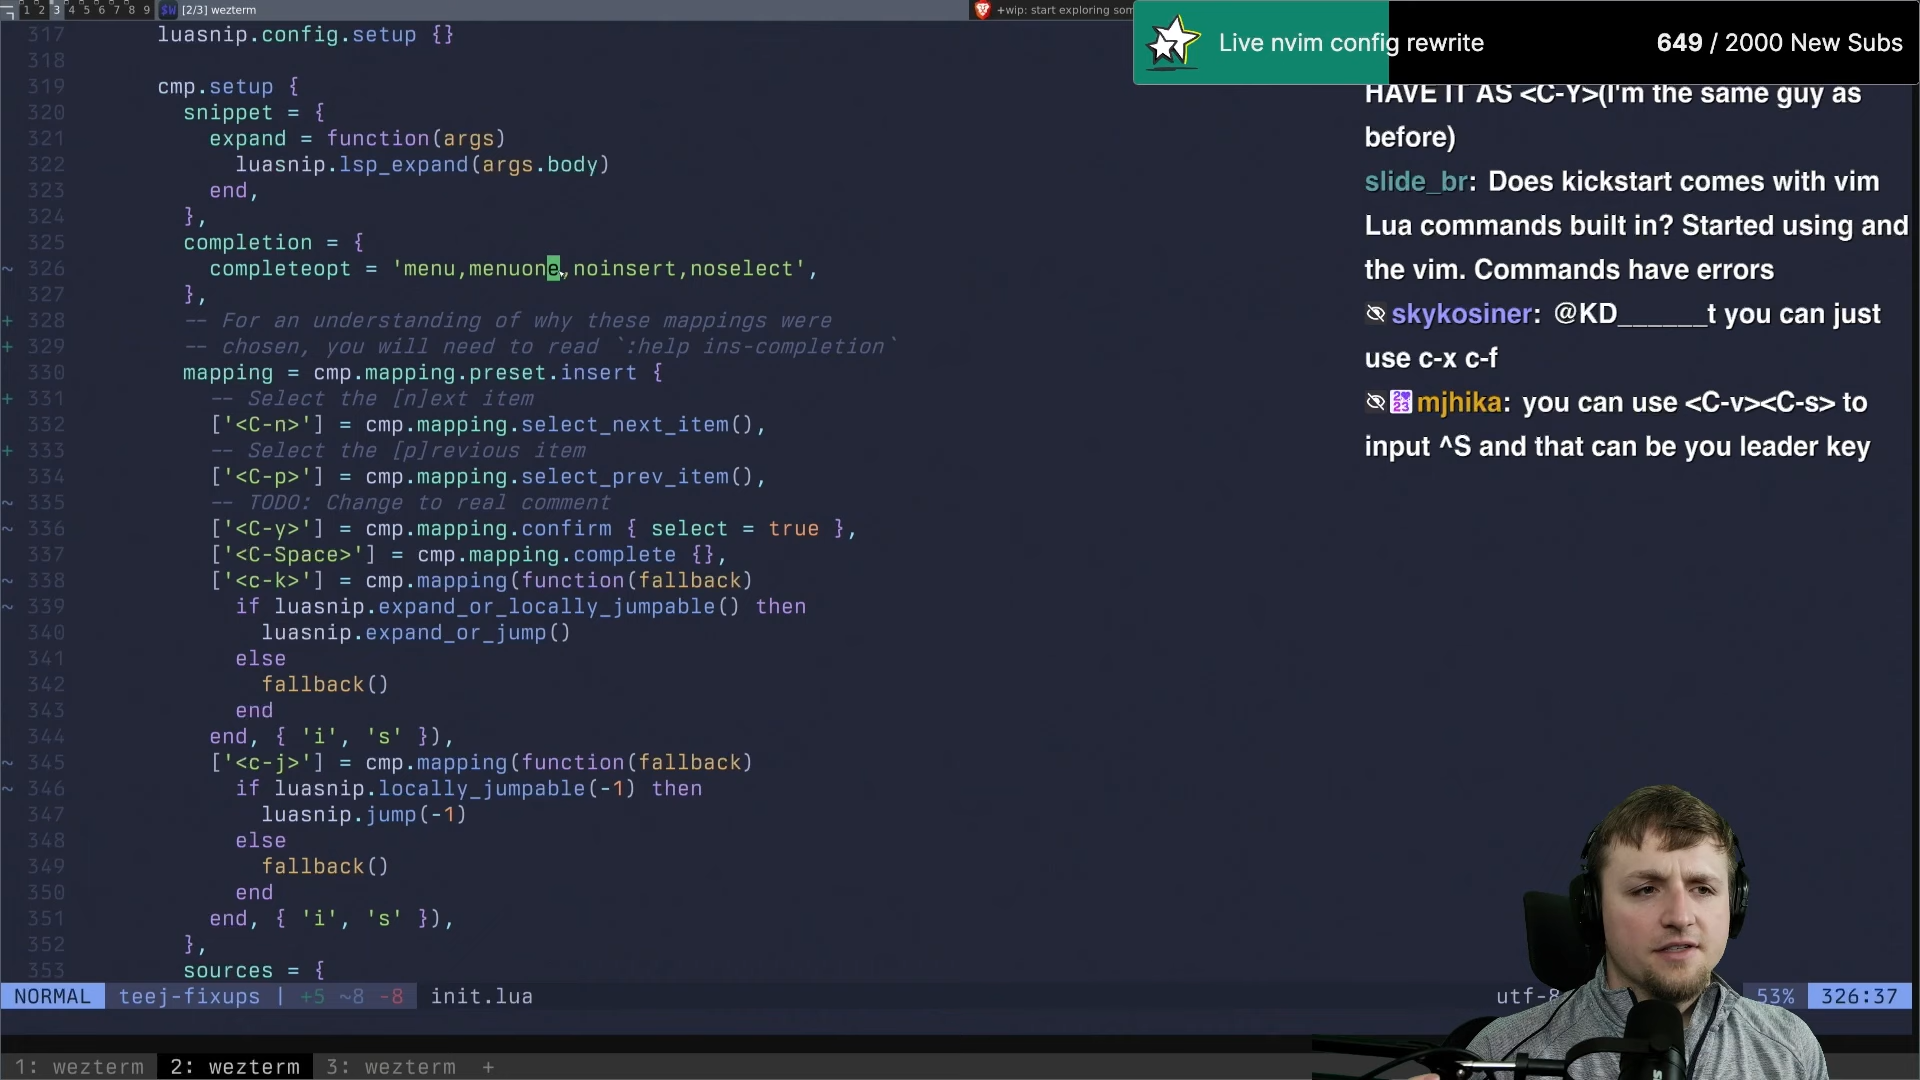 1 2 3 4 5 6 7 8 9 $W [2/3] wezterm +wip: start exploring som
Live nvim config rewrite 649 / 2000 New Subs
317 luasnip.config.setup {}
318
319 cmp.setup {
320 snippet = {
321 expand = function(args)
322 luasnip.lsp_expand(args.body)
323 end,
324 },
325 completion = {
~ 326 completeopt = 'menu,menuone,noinsert,noselect',
327 },
+ 328 -- For an understanding of why these mappings were
+ 329 -- chosen, you will need to read `:help ins-completion`
330 mapping = cmp.mapping.preset.insert {
+ 331 -- Select the [n]ext item
332 ['<C-n>'] = cmp.mapping.select_next_item(),
+ 333 -- Select the [p]revious item
334 ['<C-p>'] = cmp.mapping.select_prev_item(),
~ 335 -- TODO: Change to real comment
~ 336 ['<C-y>'] = cmp.mapping.confirm { select = true },
337 ['<C-Space>'] = cmp.mapping.complete {},
~ 338 ['<c-k>'] = cmp.mapping(function(fallback)
~ 339 if luasnip.expand_or_locally_jumpable() then
340 luasnip.expand_or_jump()
341 else
342 fallback()
343 end
344 end, { 'i', 's' }),
~ 345 ['<c-j>'] = cmp.mapping(function(fallback)
~ 346 if luasnip.locally_jumpable(-1) then
347 luasnip.jump(-1)
348 else
349 fallback()
350 end
351 end, { 'i', 's' }),
352 },
353 sources = {
HAVE IT AS <C-Y>(I'm the same guy as
before)
slide_br: Does kickstart comes with vim
Lua commands built in? Started using and
the vim. Commands have errors
skykosiner: @KD______t you can just
use c-x c-f
mjhika: you can use <C-v><C-s> to
input ^S and that can be you leader key
NORMAL teej-fixups | +5 ~8 -8 init.lua utf-8 53% 326:37
1: wezterm 2: wezterm 3: wezterm +